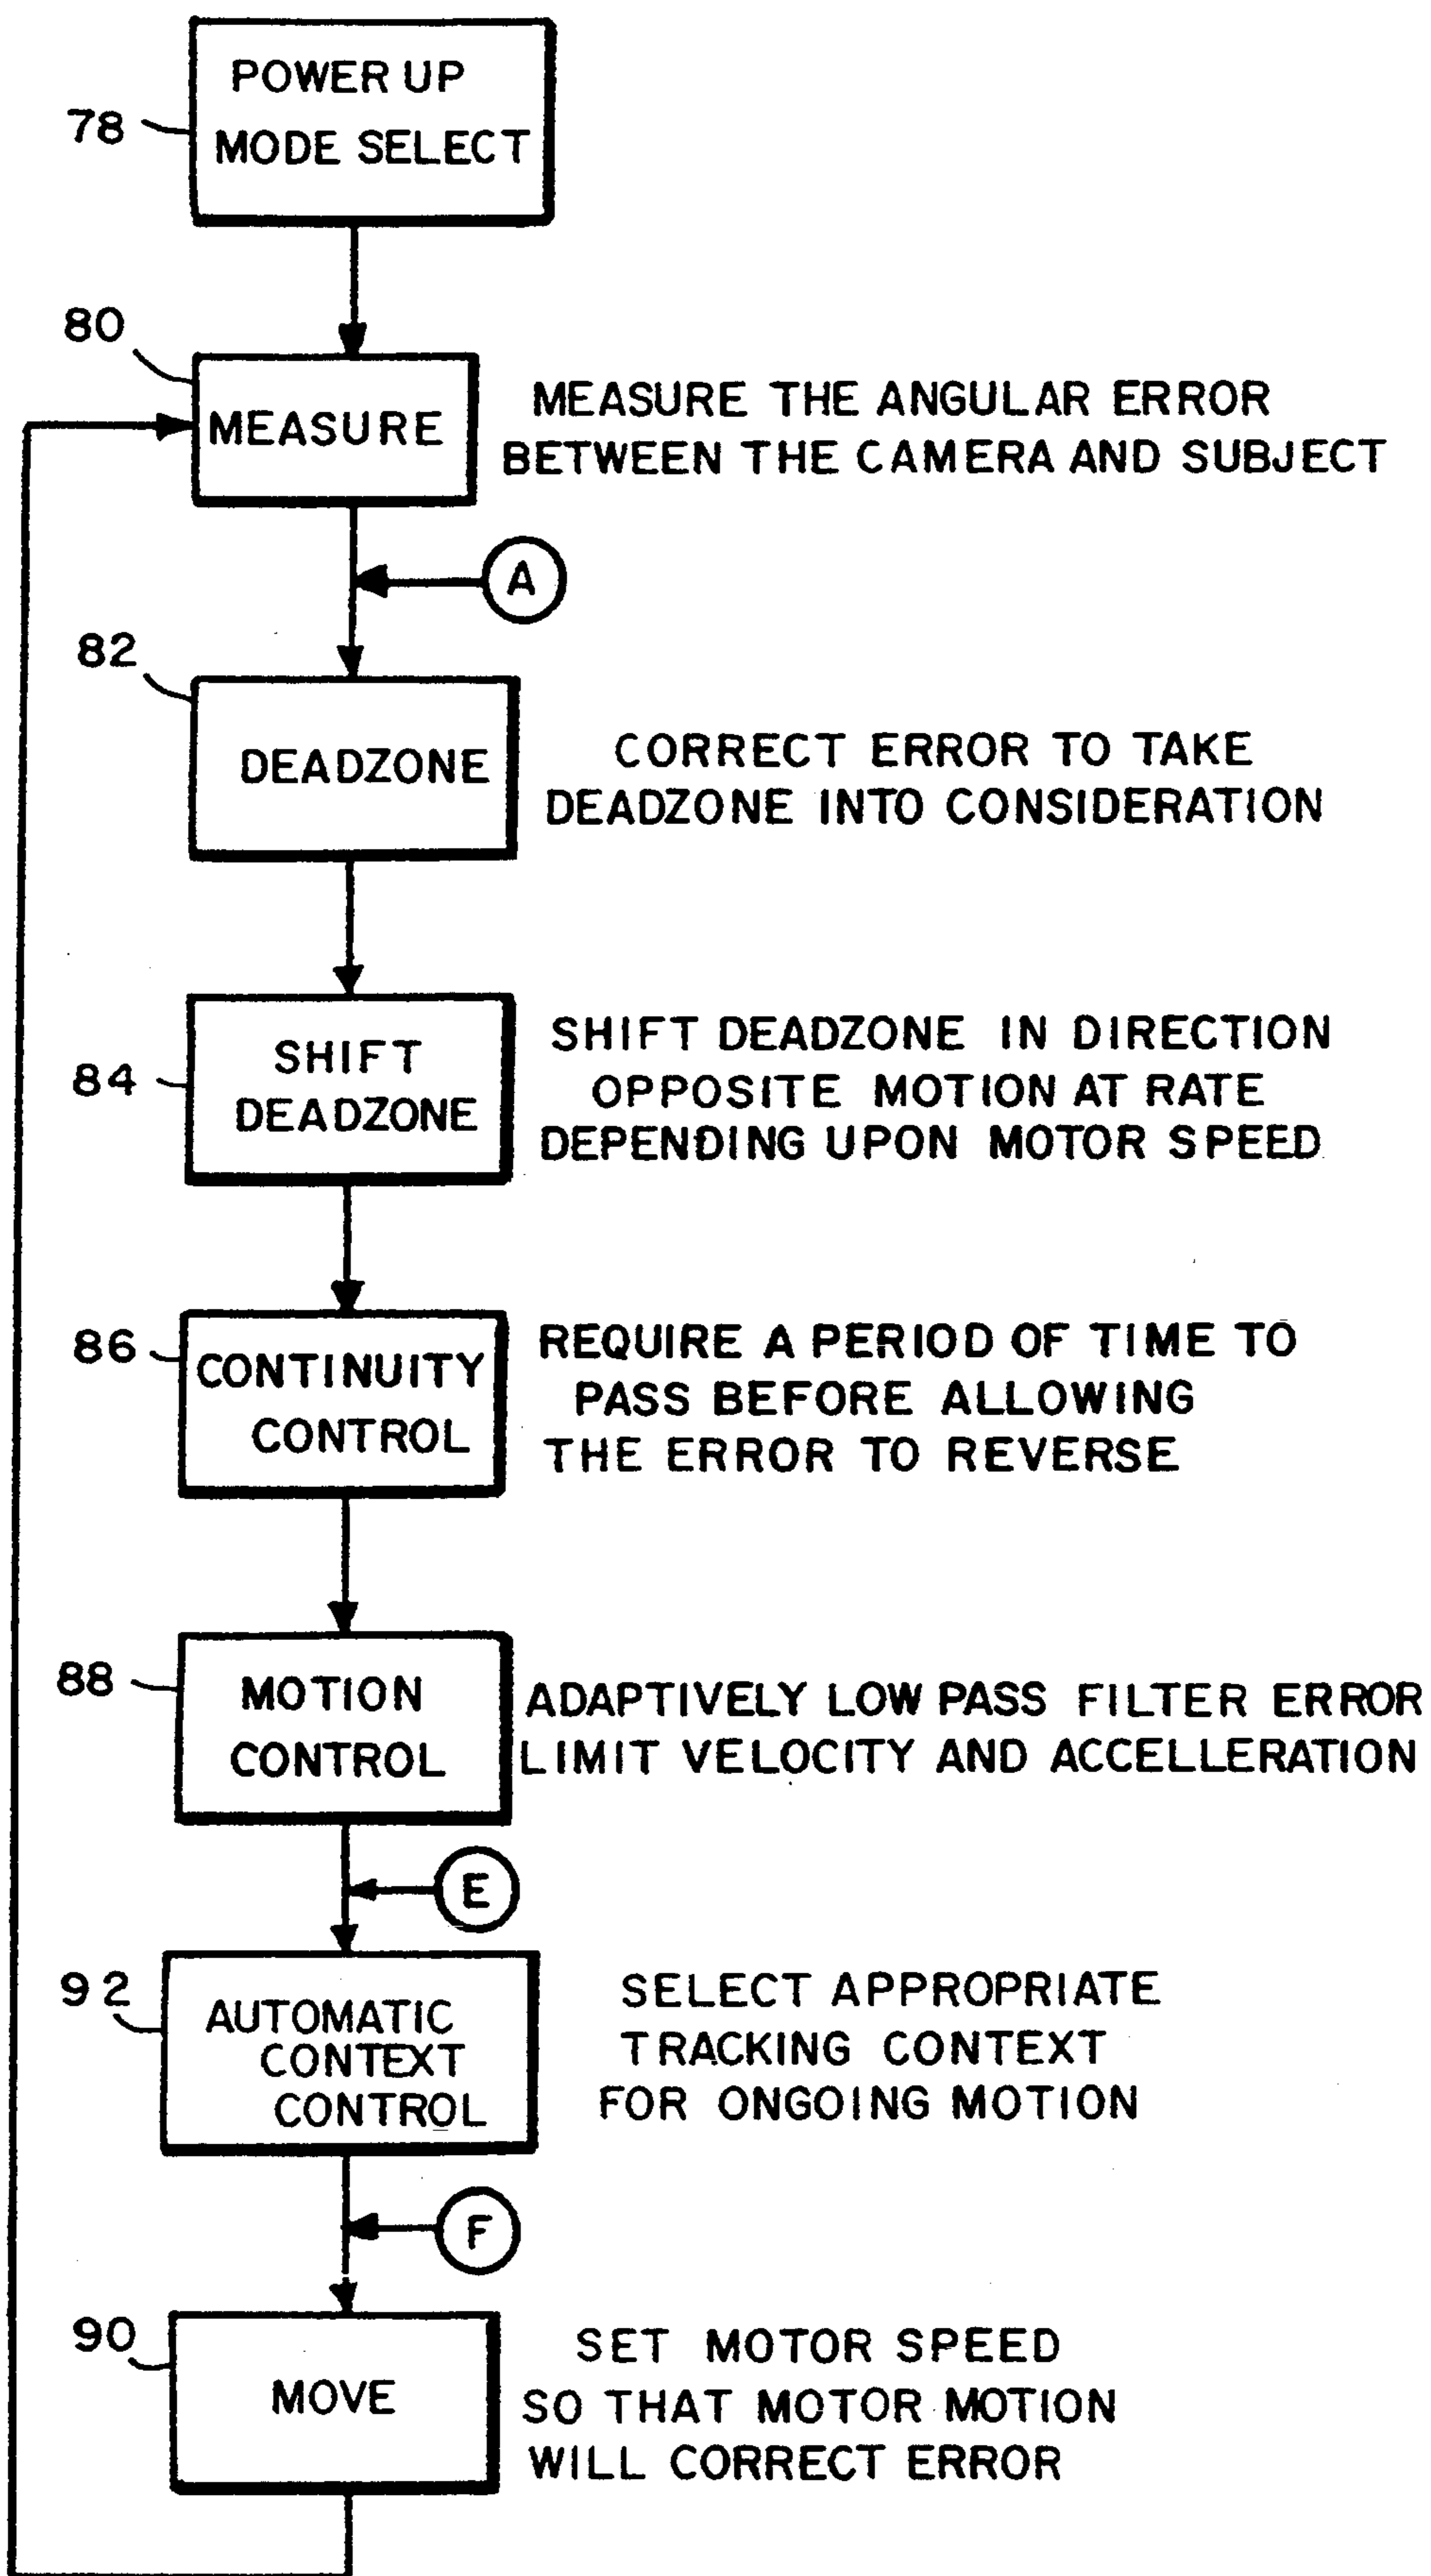 POWER UP
MODE SELECT
78
80
MEASURE
MEASURE THE ANGULAR ERROR
BETWEEN THE CAMERA AND SUBJECT
A
82
DEADZONE
CORRECT ERROR TO TAKE
DEADZONE INTO CONSIDERATION
84
SHIFT
DEADZONE
SHIFT DEADZONE IN DIRECTION
OPPOSITE MOTION AT RATE
DEPENDING UPON MOTOR SPEED
86
CONTINUITY
CONTROL
REQUIRE A PERIOD OF TIME TO
PASS BEFORE ALLOWING
THE ERROR TO REVERSE
88
MOTION
CONTROL
ADAPTIVELY LOW PASS FILTER ERROR
LIMIT VELOCITY AND ACCELLERATION
E
92
AUTOMATIC
CONTEXT
CONTROL
SELECT APPROPRIATE
TRACKING CONTEXT
FOR ONGOING MOTION
F
90
MOVE
SET MOTOR SPEED
SO THAT MOTOR MOTION
WILL CORRECT ERROR